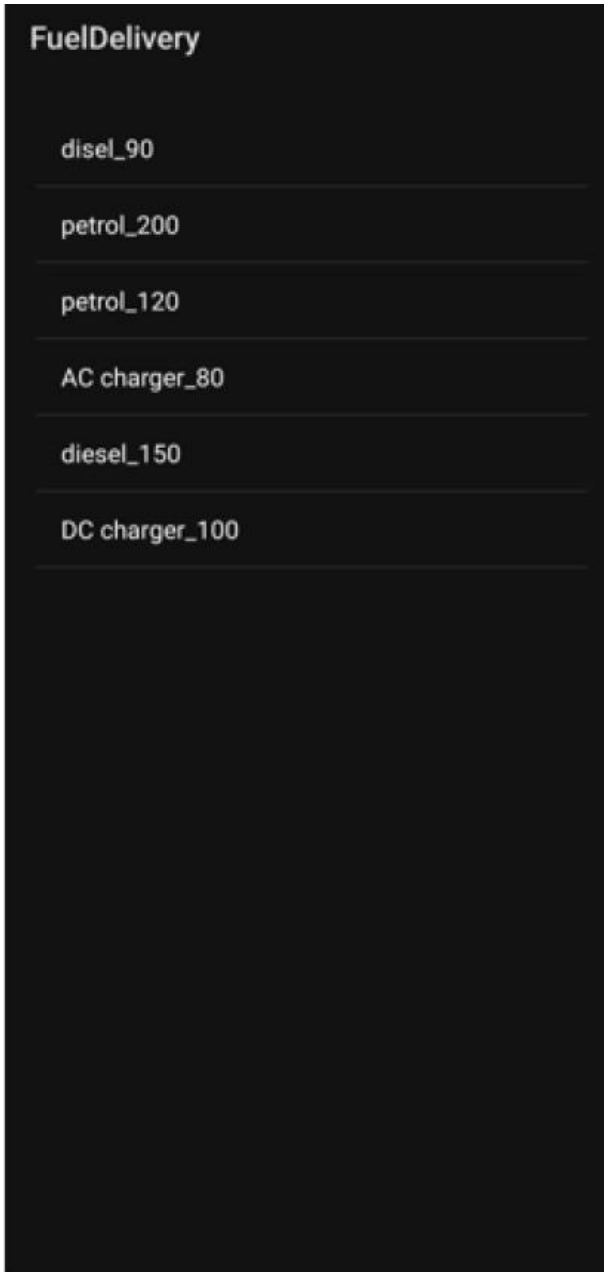 FuelDelivery
disel_90
petrol_200
petrol_120
AC charger_80
diesel_150
DC charger_100